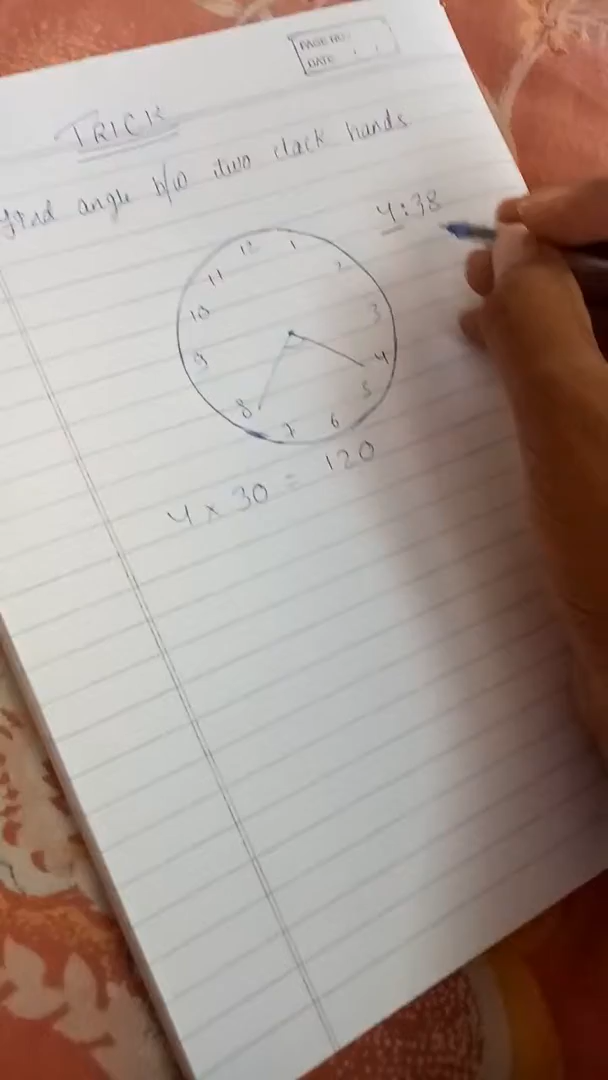 PAGE NO.
DATE
TRICK
find angle b/w two clock hands
4:38
12 1
11 2
10 3
9 4
8 7 6 5
4 x 30 = 120